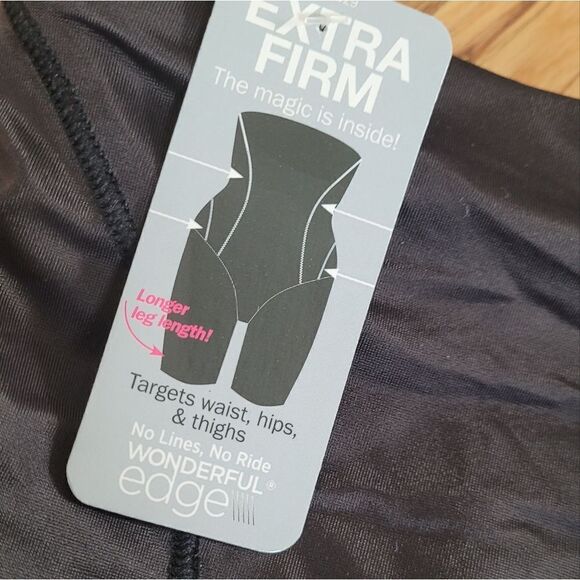 EXTRA
FIRM
The magic is inside!
Longer
leg length!
Targets waist, hips,
& thighs
No Lines, No Ride
WONDERFUL®
edge